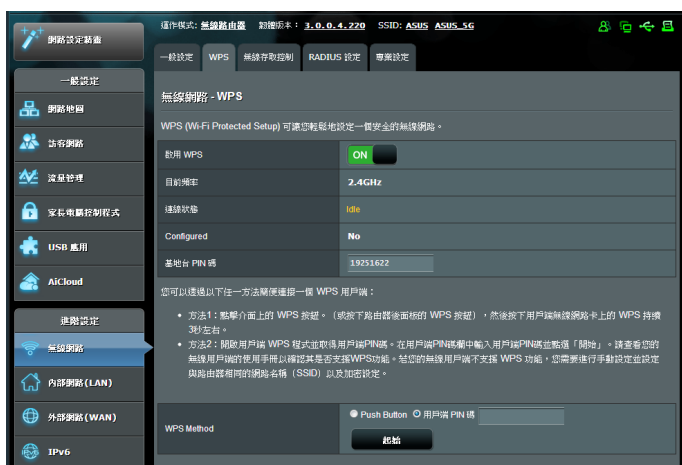 運作模式: 無線路由器 韌體版本: 3.0.0.4.220 SSID: ASUS ASUS_5G
網路設定精靈
一般設定 WPS 無線存取控制 RADIUS 設定 專業設定
一般設定
網路地圖
訪客網路
流量管理
家長電腦控制程式
USB 應用
AiCloud
進階設定
無線網路
內部網路(LAN)
外部網路(WAN)
IPv6
無線網路 - WPS
WPS (Wi-Fi Protected Setup) 可讓您輕鬆地設定一個安全的無線網路。
啟用 WPS ON
目前頻率 2.4GHz
連線狀態 Idle
Configured No
基地台 PIN 碼 19251622
您可以透過以下任一方法簡便連接一個 WPS 用戶端：
• 方法1：點擊介面上的 WPS 按鈕。（或按下路由器後面板的 WPS 按鈕），然後按下用戶端無線網路卡上的 WPS 持續
3秒左右。
• 方法2：開啟用戶端 WPS 程式並取得用戶端PIN碼。在用戶端PIN碼欄中輸入用戶端PIN碼並點選「開始」。請查看您的
無線用戶端的使用手冊以確認其是否支援WPS功能。若您的無線用戶端不支援 WPS 功能，您需要進行手動設定並設定
與路由器相同的網路名稱（SSID）以及加密設定。
WPS Method Push Button 用戶端 PIN 碼
起始